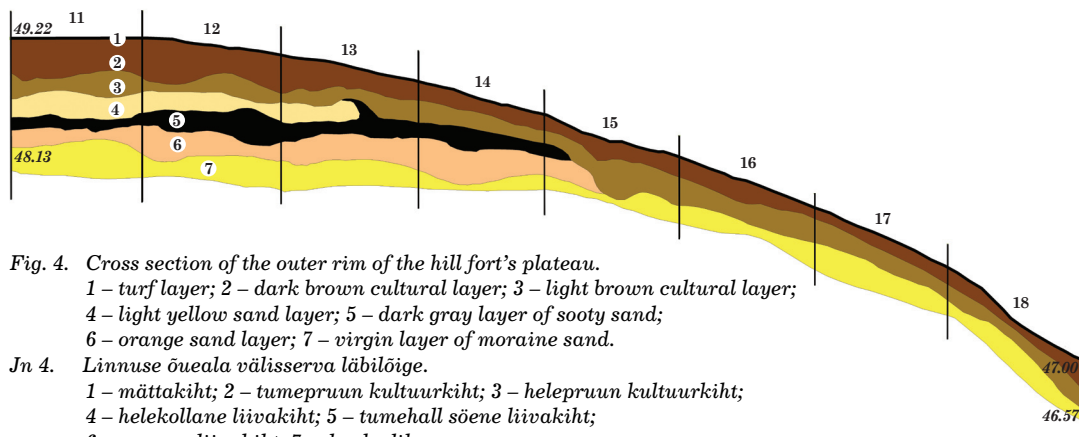 11
12
13
14
15
16
17
18
49.22
1
2
3
4
5
6
7
48.13
47.00
46.57
Fig. 4. Cross section of the outer rim of the hill fort's plateau.
1 – turf layer; 2 – dark brown cultural layer; 3 – light brown cultural layer;
4 – light yellow sand layer; 5 – dark gray layer of sooty sand;
6 – orange sand layer; 7 – virgin layer of moraine sand.
Jn 4. Linnuse õueala välisserva läbilõige.
1 – mättakiht; 2 – tumepruun kultuurkiht; 3 – helepruun kultuurkiht;
4 – helekollane liivakiht; 5 – tumehall söene liivakiht;